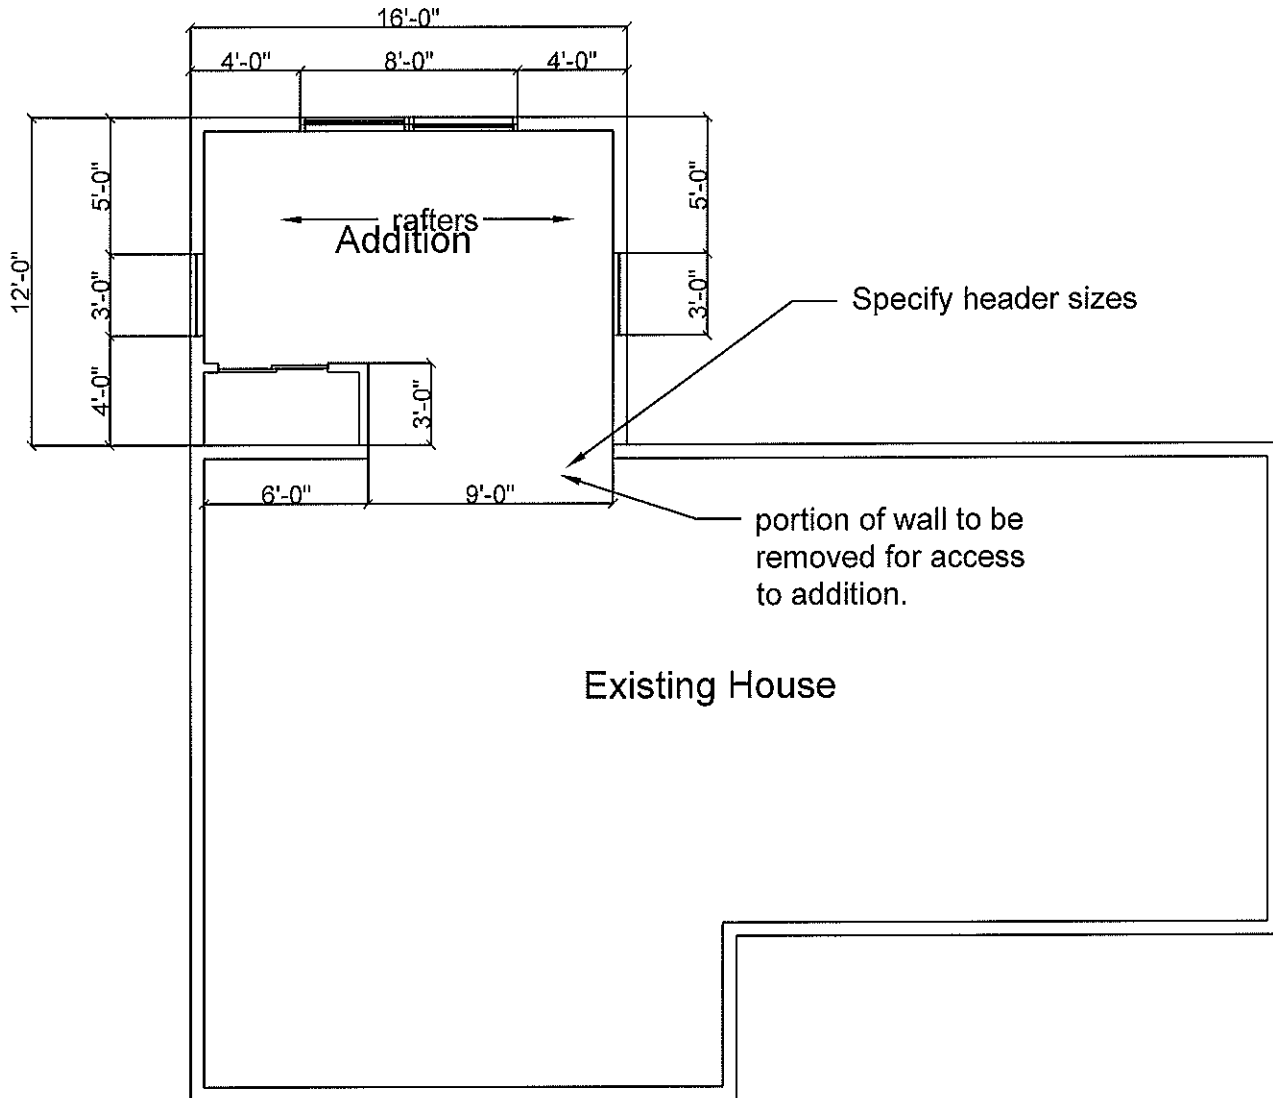 16'-0"
4'-0" 8'-0" 4'-0"
5'-0" 5'-0"
rafters
Addition
12'-0" 3'-0" 3'-0"
Specify header sizes
4'-0" 3'-0"
6'-0" 9'-0"
portion of wall to be
removed for access
to addition.
Existing House